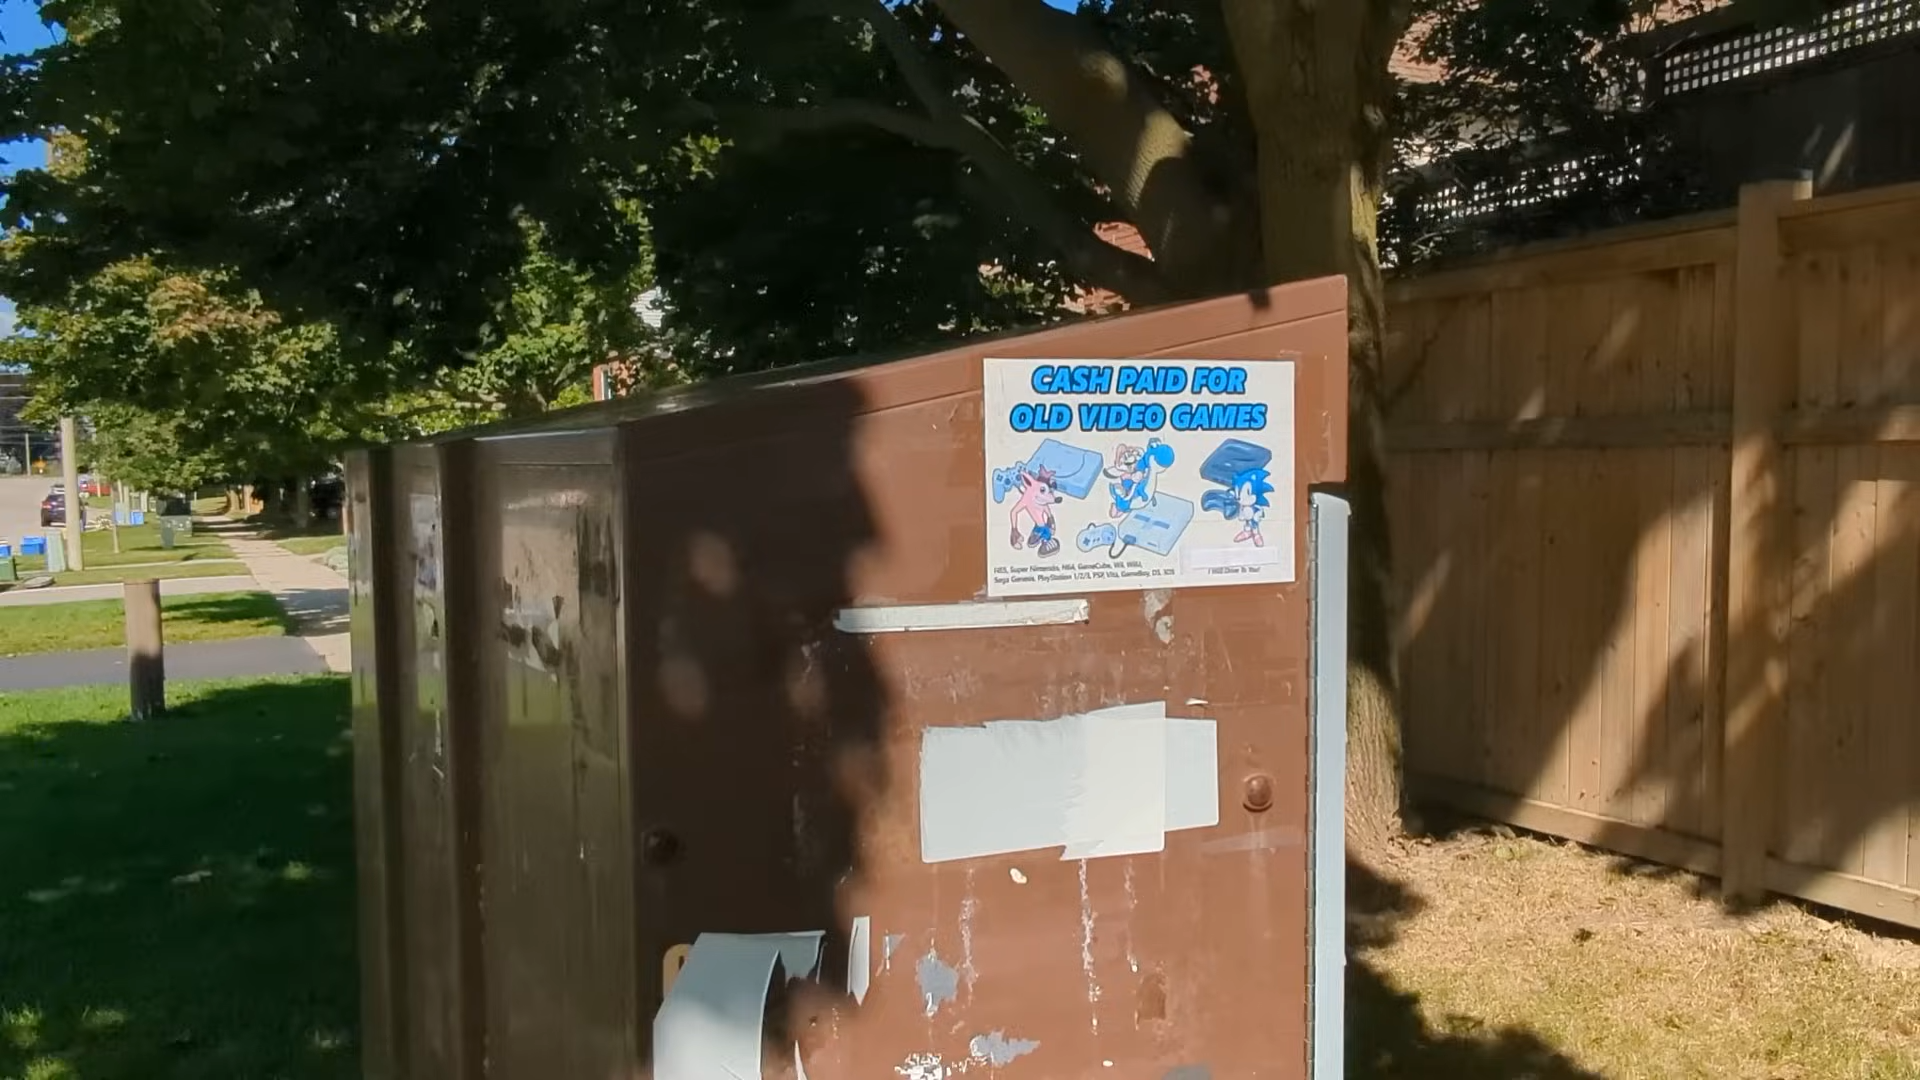 CASH PAID FOR
OLD VIDEO GAMES
NES, Super Nintendo, N64, GameCube, Wii, WiiU,
Sega Genesis, PlayStation 1/2/3, PSP, Vita, GameBoy, DS, 3DS
I Will Drive To You!